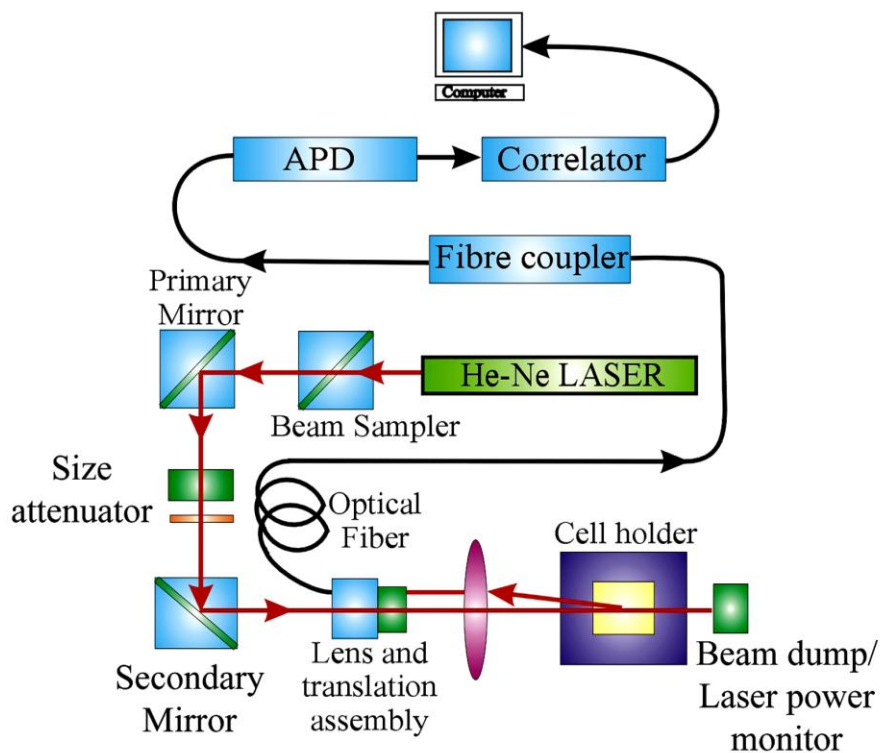 Computer
APD
Correlator
Fibre coupler
Primary
Mirror
He-Ne LASER
Beam Sampler
Size
attenuator
Optical
Fiber
Cell holder
Secondary
Mirror
Lens and
translation
assembly
Beam dump/
Laser power
monitor